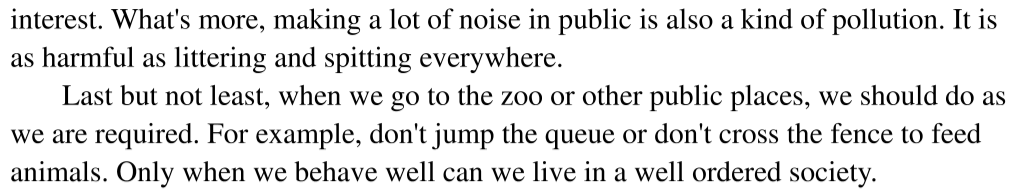 interest. What's more, making a lot of noise in public is also a kind of pollution. It is
as harmful as littering and spitting everywhere.
Last but not least, when we go to the zoo or other public places, we should do as
we are required. For example, don't jump the queue or don't cross the fence to feed
animals. Only when we behave well can we live in a well ordered society.